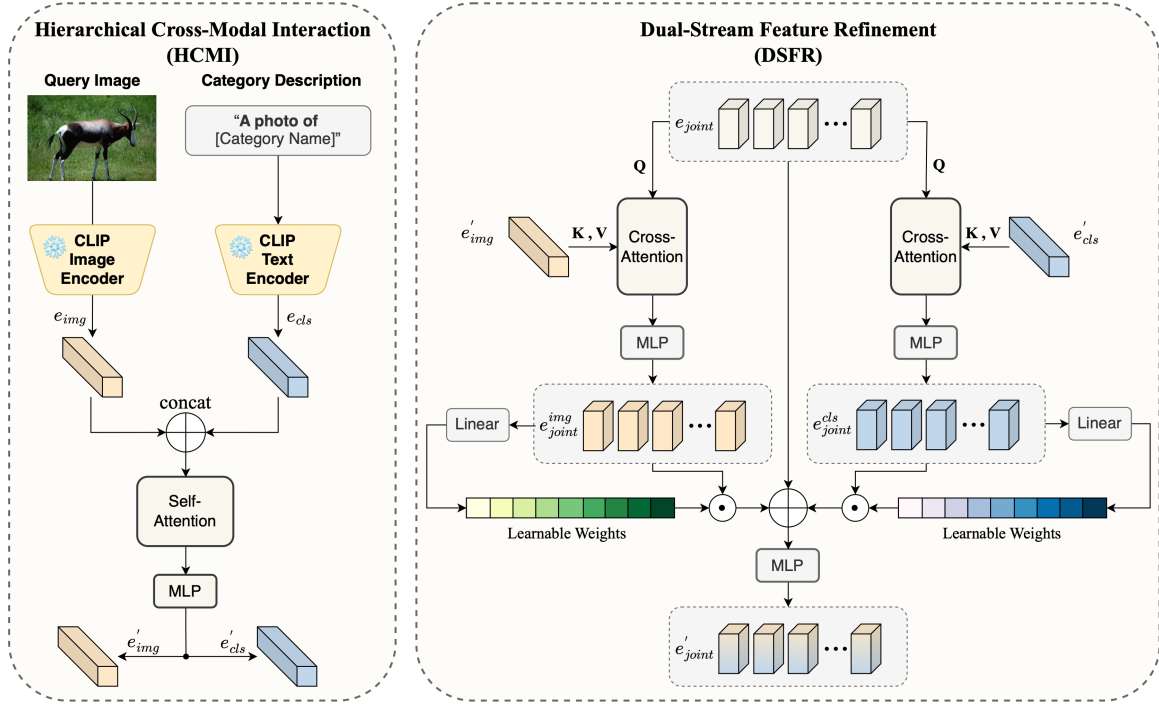 Hierarchical Cross-Modal Interaction
(HCMI)
Query Image
Category Description
“A photo of
[Category Name]”
CLIP
Image
Encoder
CLIP
Text
Encoder
e_img
e_cls
concat
Self-
Attention
MLP
e'_img
e'_cls
Dual-Stream Feature Refinement
(DSFR)
e_joint
Q
Q
e'_img
K , V
Cross-
Attention
Cross-
Attention
K, V
e'_cls
MLP
MLP
Linear
e^img_joint
e^cls_joint
Linear
Learnable Weights
Learnable Weights
MLP
e'_joint